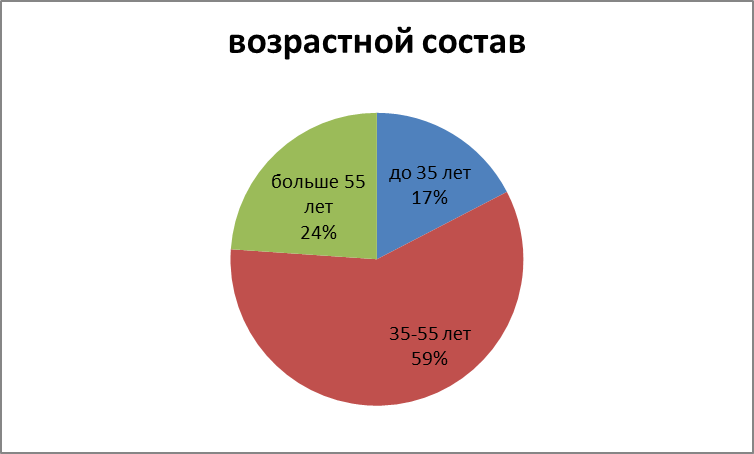 возрастной состав
до 35 лет
17%
больше 55
лет
24%
35-55 лет
59%